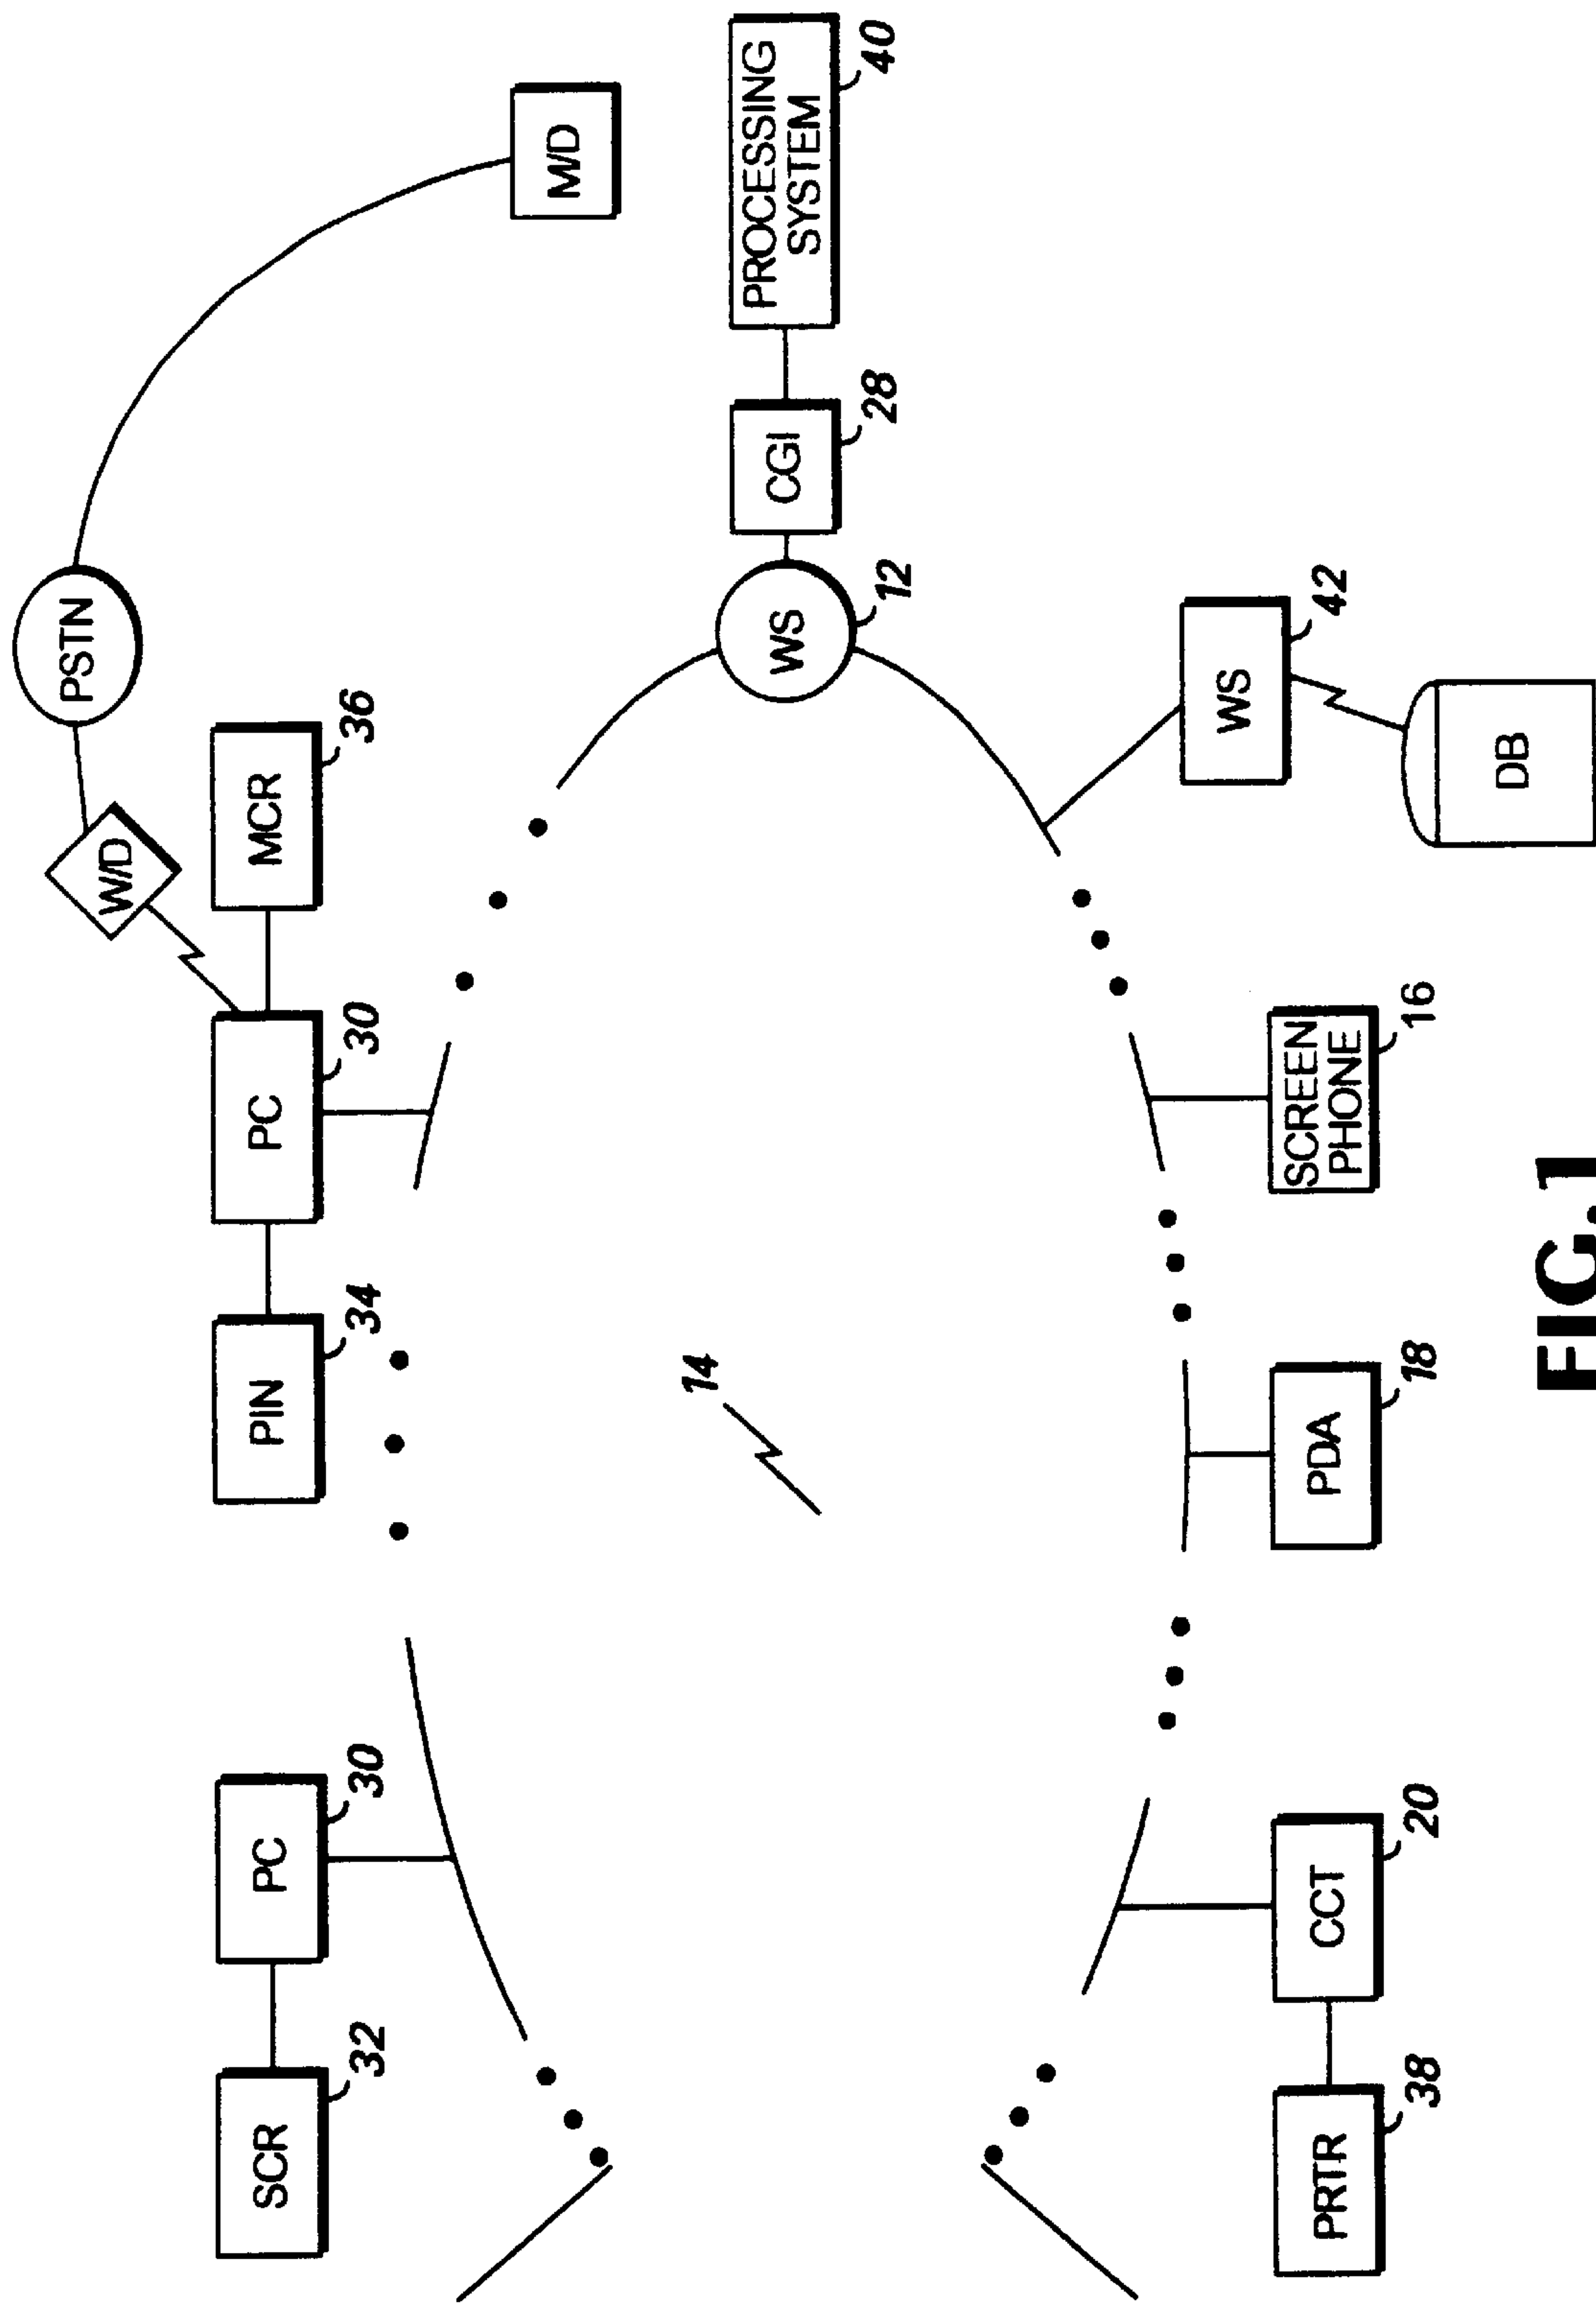 SCR
32
PC
30
PIN
34
PC
30
MCR
36
W/D
PSTN
M/D
14
WS
12
CGI
28
PROCESSING
SYSTEM
40
PRTR
38
CCT
20
PDA
18
SCREEN
PHONE
16
WS
42
DB
FIG.1